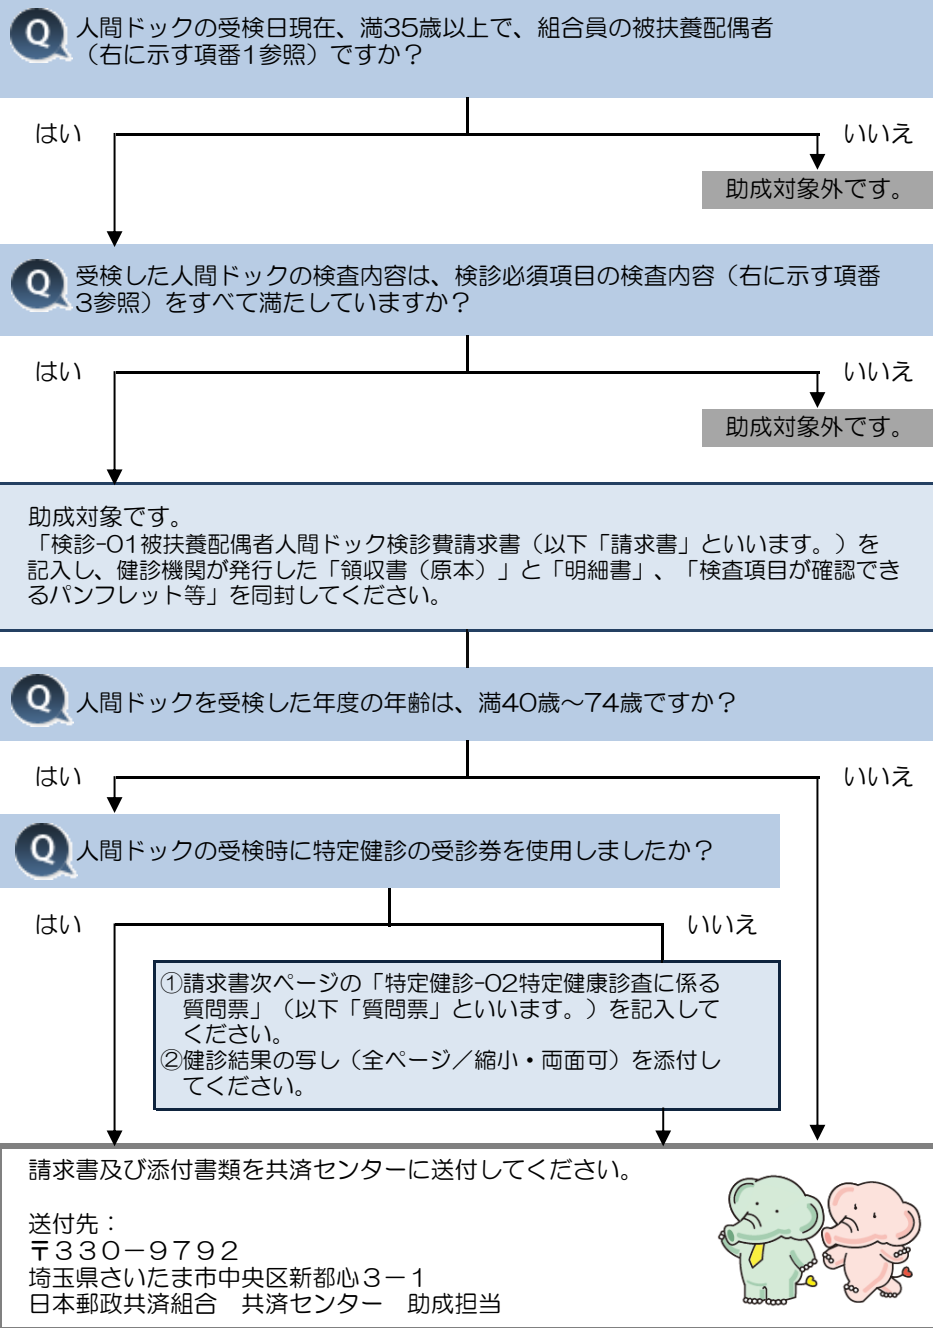 Q 人間ドックの受検日現在、満35歳以上で、組合員の被扶養配偶者
（右に示す項番1参照）ですか？
はい
いいえ
助成対象外です。
Q 受検した人間ドックの検査内容は、検診必須項目の検査内容（右に示す項番
3参照）をすべて満たしていますか？
はい
いいえ
助成対象外です。
助成対象です。
「検診-01被扶養配偶者人間ドック検診費請求書（以下「請求書」といいます。）を
記入し、健診機関が発行した「領収書（原本）」と「明細書」、「検査項目が確認でき
るパンフレット等」を同封してください。
Q 人間ドックを受検した年度の年齢は、満40歳～74歳ですか？
はい
いいえ
Q 人間ドックの受検時に特定健診の受診券を使用しましたか？
はい
いいえ
①請求書次ページの「特定健診-02特定健康診査に係る
質問票」（以下「質問票」といいます。）を記入して
ください。
②健診結果の写し（全ページ／縮小・両面可）を添付し
てください。
請求書及び添付書類を共済センターに送付してください。
送付先：
〒３３０－９７９２
埼玉県さいたま市中央区新都心３－１
日本郵政共済組合　共済センター　助成担当